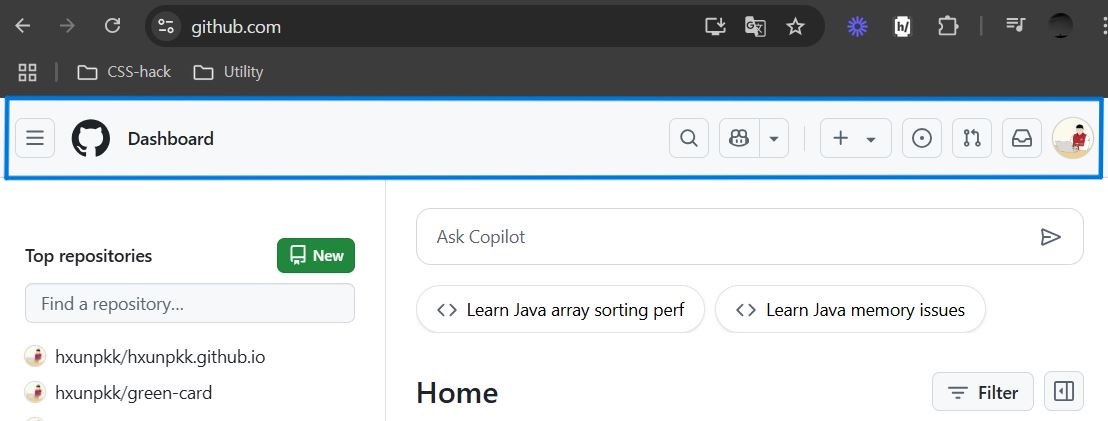 github.com
CSS-hack Utility
Dashboard
Top repositories New
Find a repository...
hxunpkk/hxunpkk.github.io
hxunpkk/green-card
Ask Copilot
Learn Java array sorting perf Learn Java memory issues
Home Filter